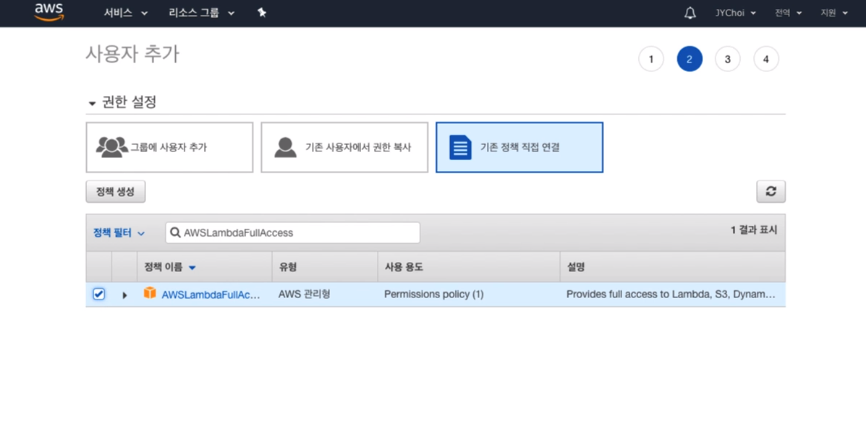 aws 서비스 리소스 그룹 JYChoi 전역 지원
사용자 추가 1 2 3 4
권한 설정
그룹에 사용자 추가 기존 사용자에서 권한 복사 기존 정책 직접 연결
정책 생성
정책 필터 AWSLambdaFullAccess 1 결과 표시
정책 이름 유형 사용 용도 설명
AWSLambdaFullAc... AWS 관리형 Permissions policy (1) Provides full access to Lambda, S3, Dynam...